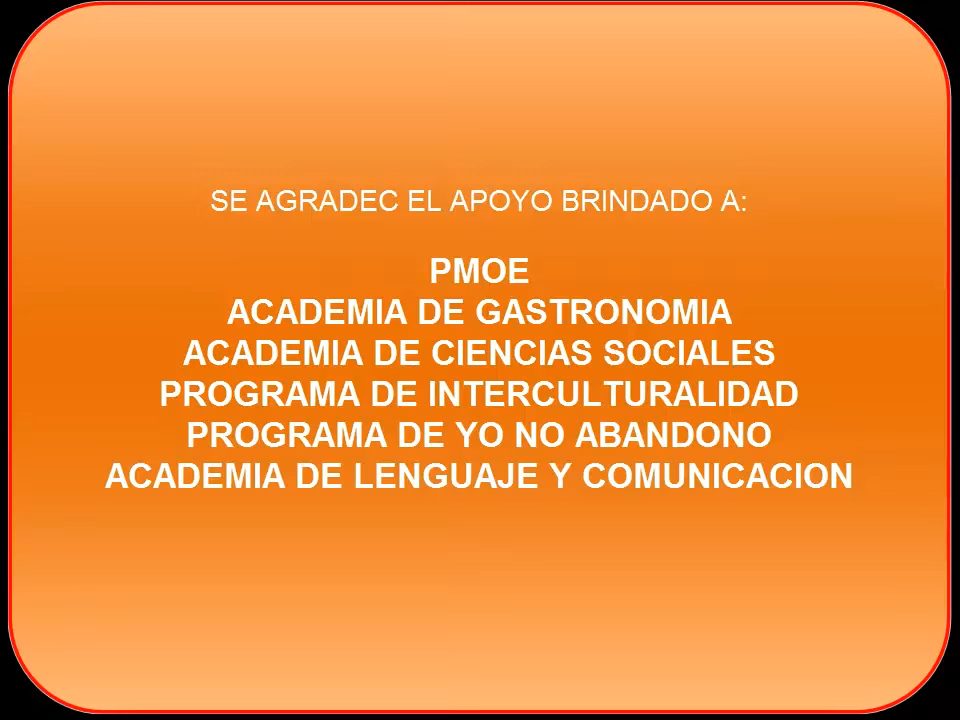 SE AGRADEC EL APOYO BRINDADO A:
PMOE
ACADEMIA DE GASTRONOMIA
ACADEMIA DE CIENCIAS SOCIALES
PROGRAMA DE INTERCULTURALIDAD
PROGRAMA DE YO NO ABANDONO
ACADEMIA DE LENGUAJE Y COMUNICACION